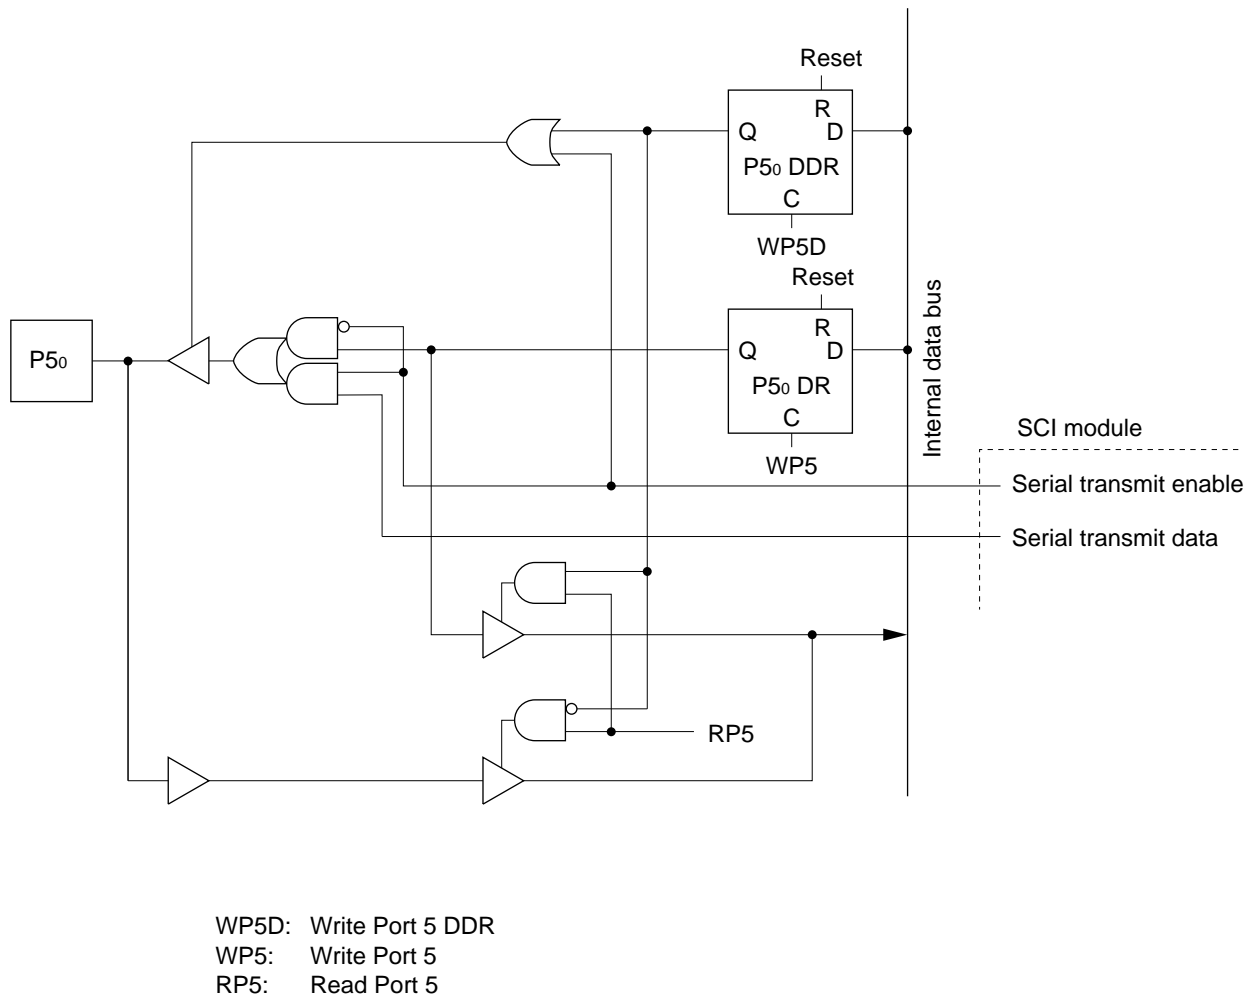 Reset
R
Q D
P50 DDR
C
WP5D
Reset
R
Q D
P50 DR
C
WP5
P50
Internal data bus
SCI module
Serial transmit enable
Serial transmit data
RP5
WP5D: Write Port 5 DDR
WP5: Write Port 5
RP5: Read Port 5